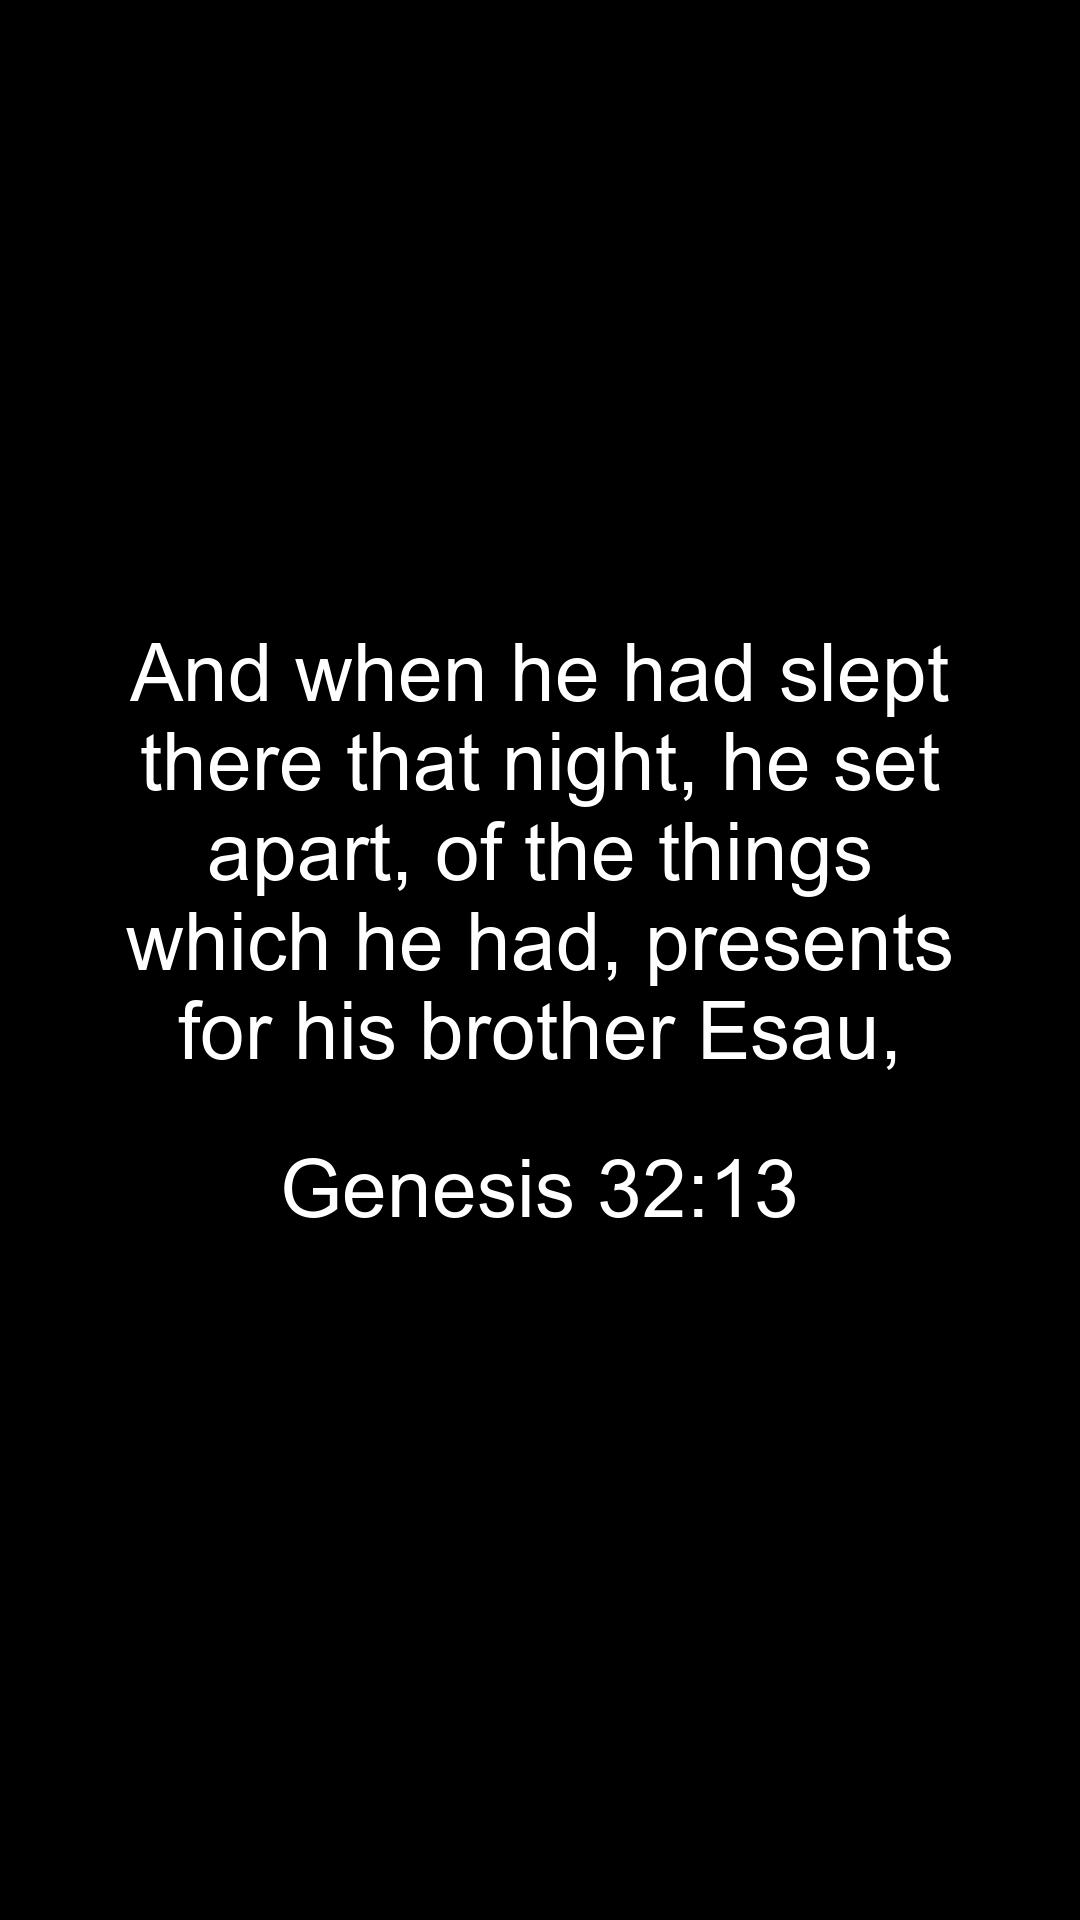 And when he had slept
there that night, he set
apart, of the things
which he had, presents
for his brother Esau,
Genesis 32:13